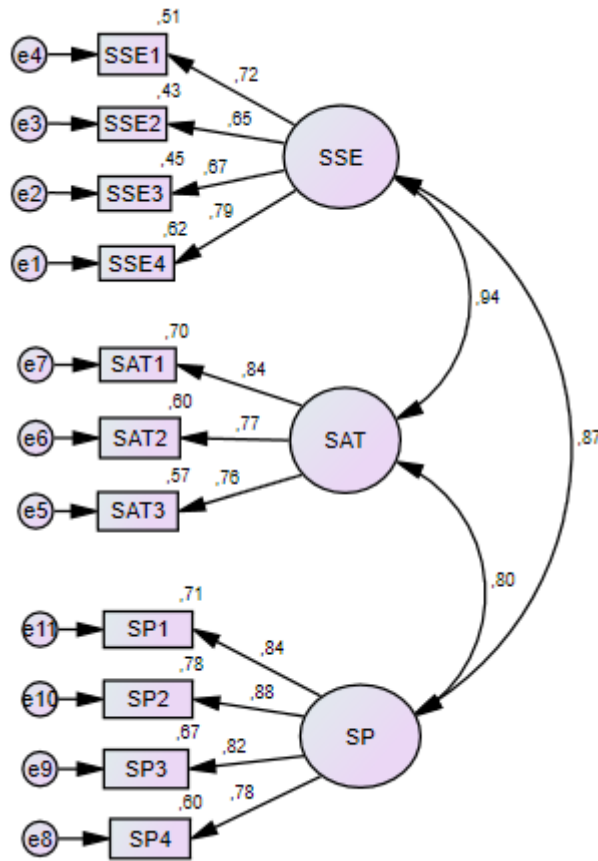 ,51
e4 SSE1
,72
,43
e3 SSE2
,65
SSE
,45
e2 SSE3
,67
,62
,79
e1 SSE4
,94
,70
e7 SAT1
,84
,60
e6 SAT2
,77
SAT
,87
,57
e5 SAT3
,76
,80
,71
e11 SP1
,84
,78
e10 SP2
,88
SP
,67
e9 SP3
,82
,60
,78
e8 SP4